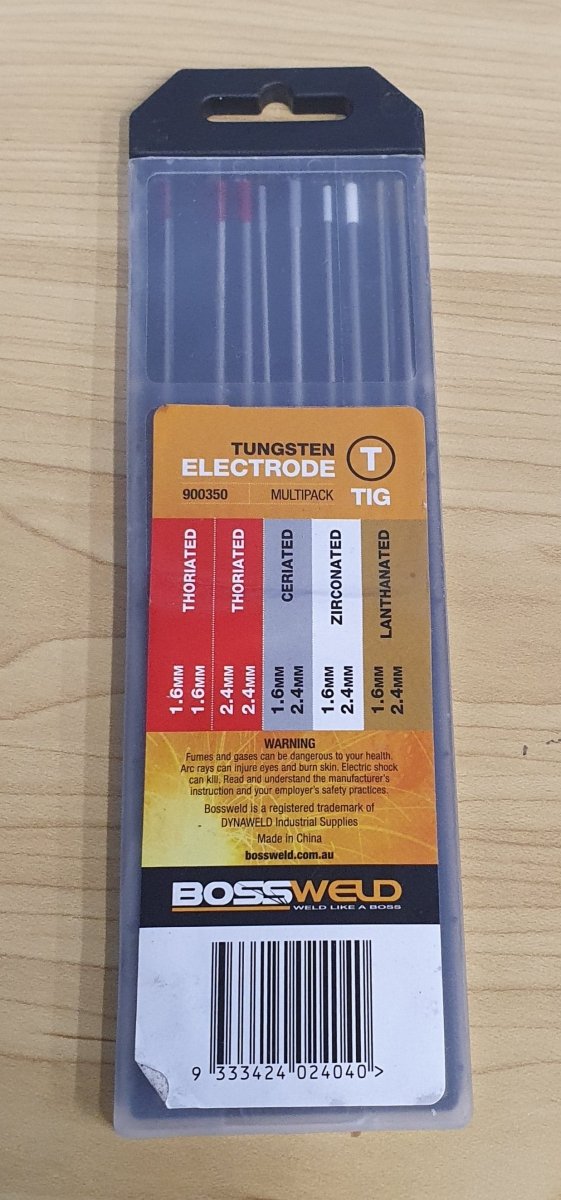 TUNGSTEN
ELECTRODE
T
900350 MULTIPACK TIG
THORIATED
1.6MM
1.6MM
THORIATED
2.4MM
2.4MM
CERIATED
1.6MM
2.4MM
ZIRCONATED
1.6MM
2.4MM
LANTHANATED
1.6MM
2.4MM
WARNING
Fumes and gases can be dangerous to your health.
Arc rays can injure eyes and burn skin. Electric shock
can kill. Read and understand the manufacturer's
instruction and your employer's safety practices.
Bossweld is a registered trademark of
DYNAWELD Industrial Supplies
Made in China
bossweld.com.au
BOSSWELD
WELD LIKE A BOSS
9 333424 024040 >